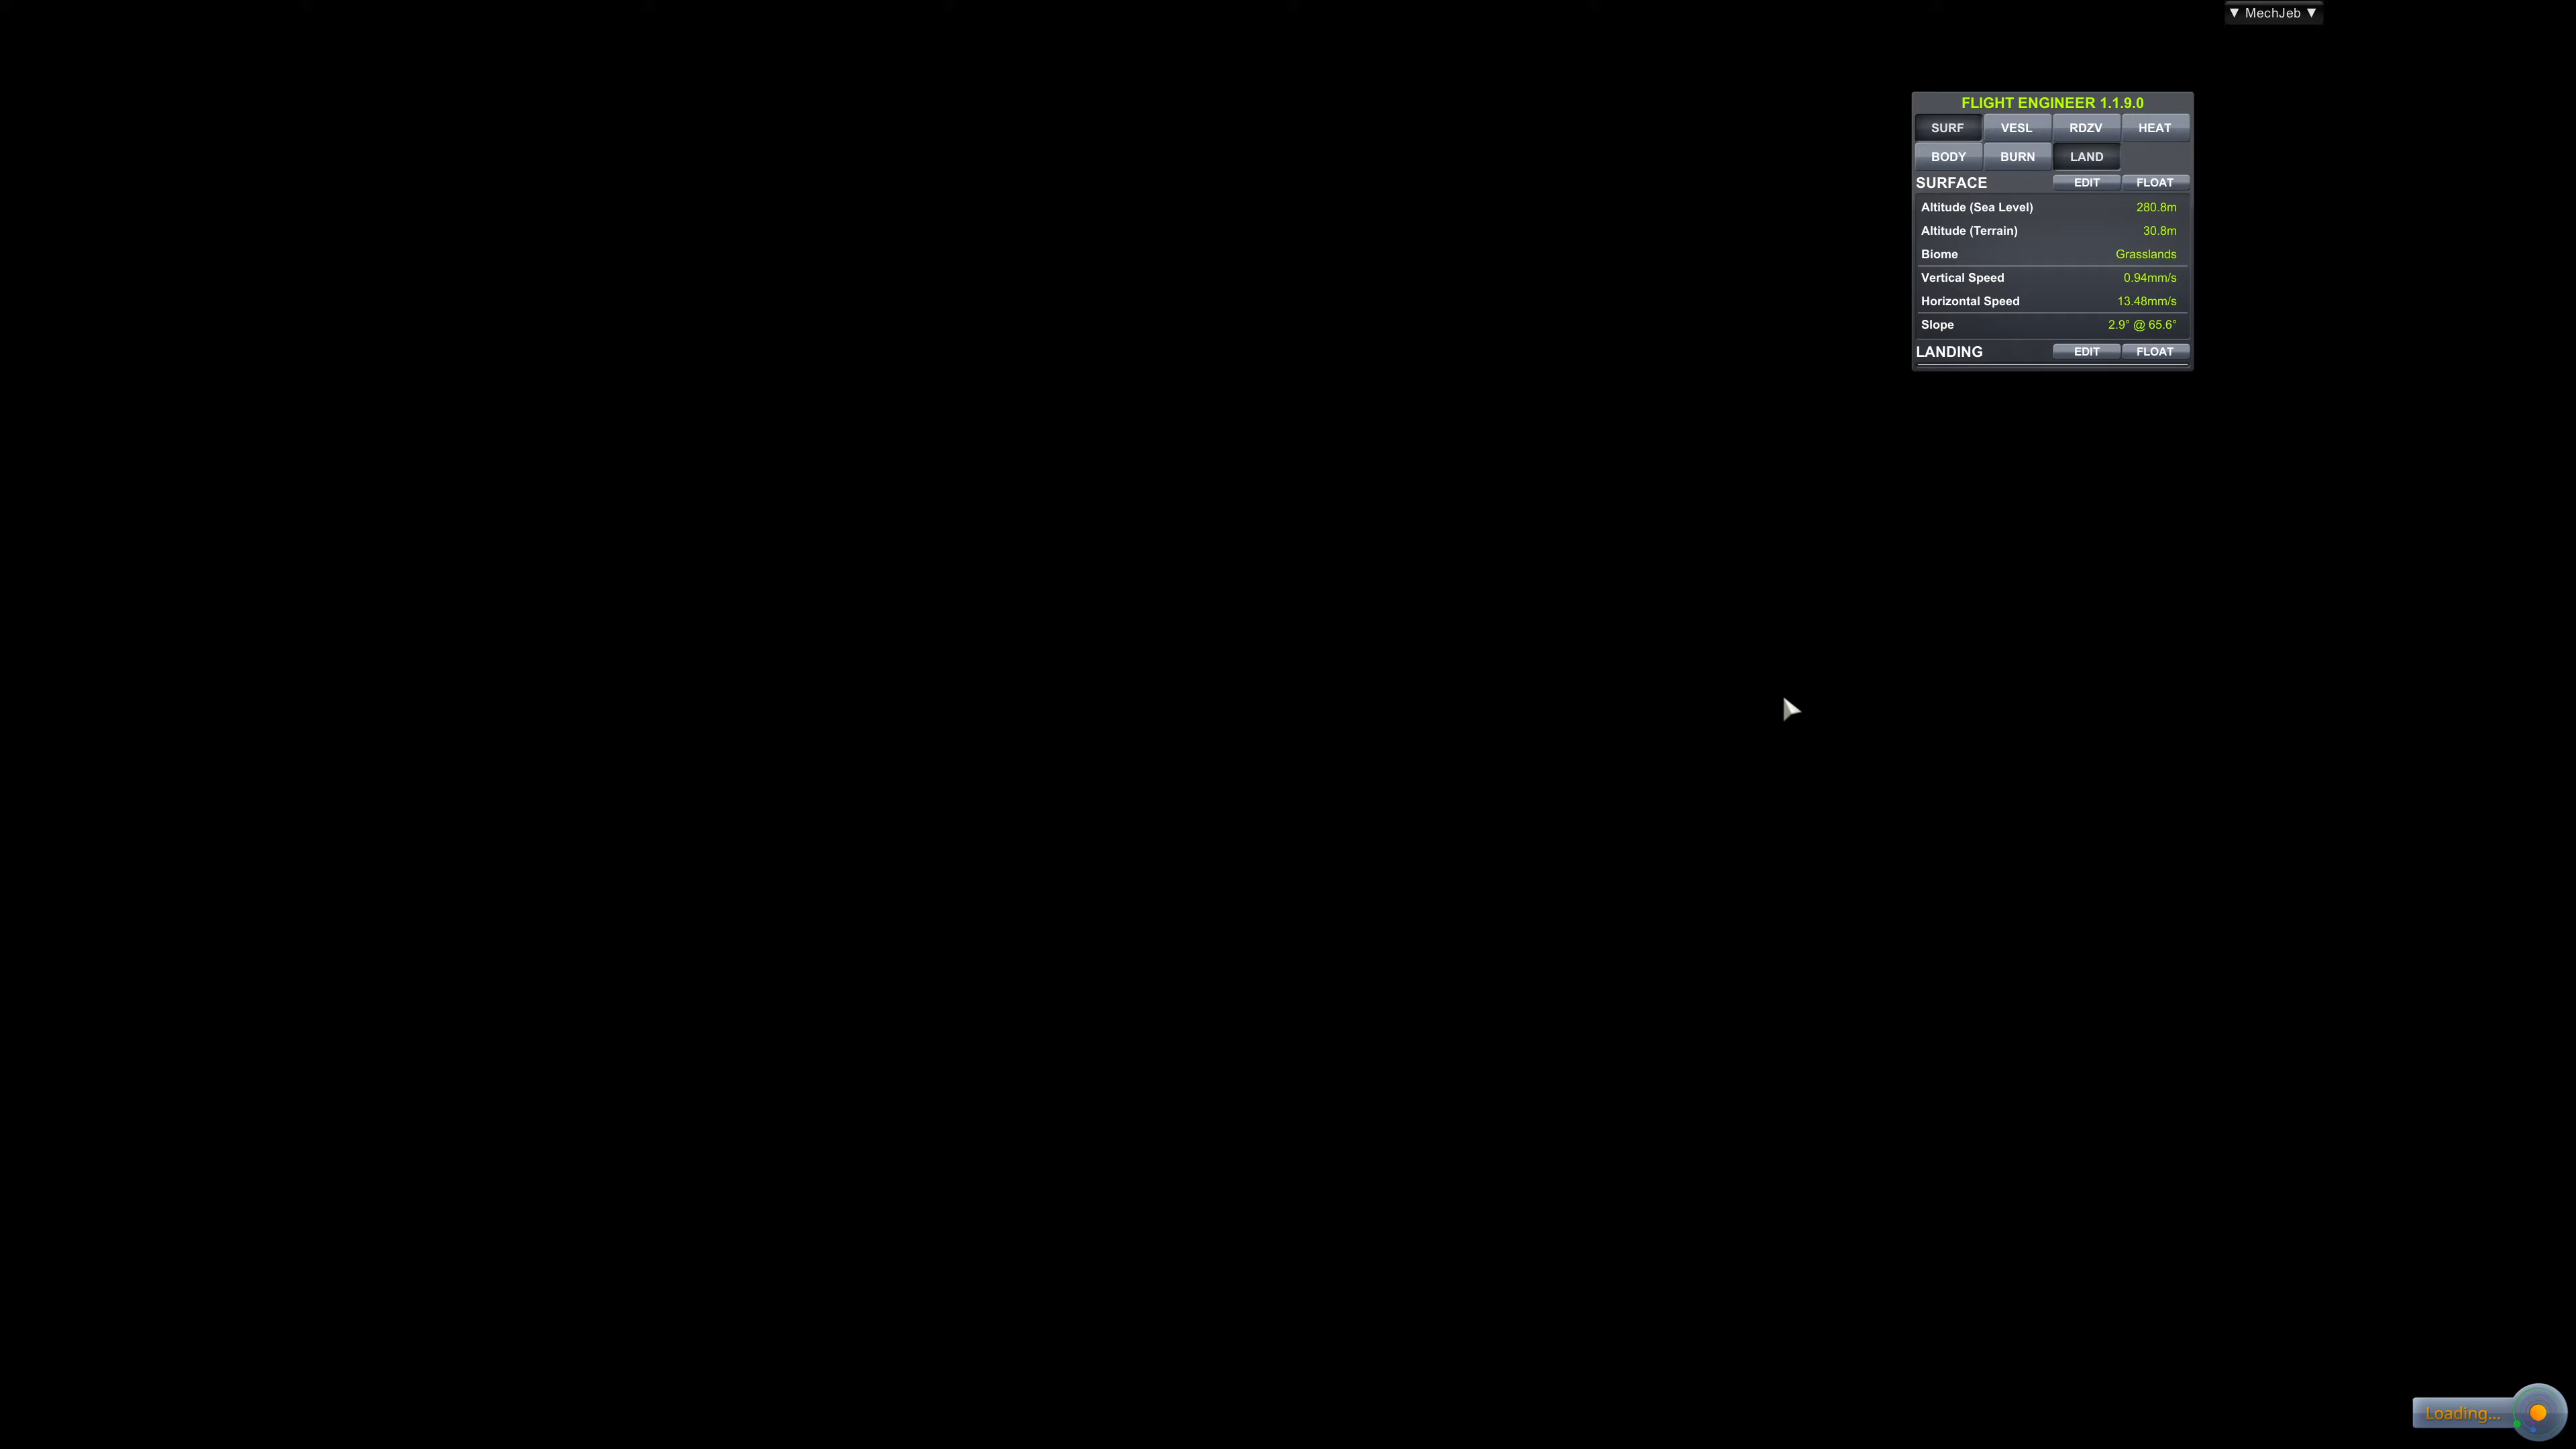 ▼ MechJeb ▼
FLIGHT ENGINEER 1.1.9.0
SURF VESL RDZV HEAT
BODY BURN LAND
SURFACE EDIT FLOAT
Altitude (Sea Level) 280.8m
Altitude (Terrain) 30.8m
Biome Grasslands
Vertical Speed 0.94mm/s
Horizontal Speed 13.48mm/s
Slope 2.9° @ 65.6°
LANDING EDIT FLOAT
Loading...